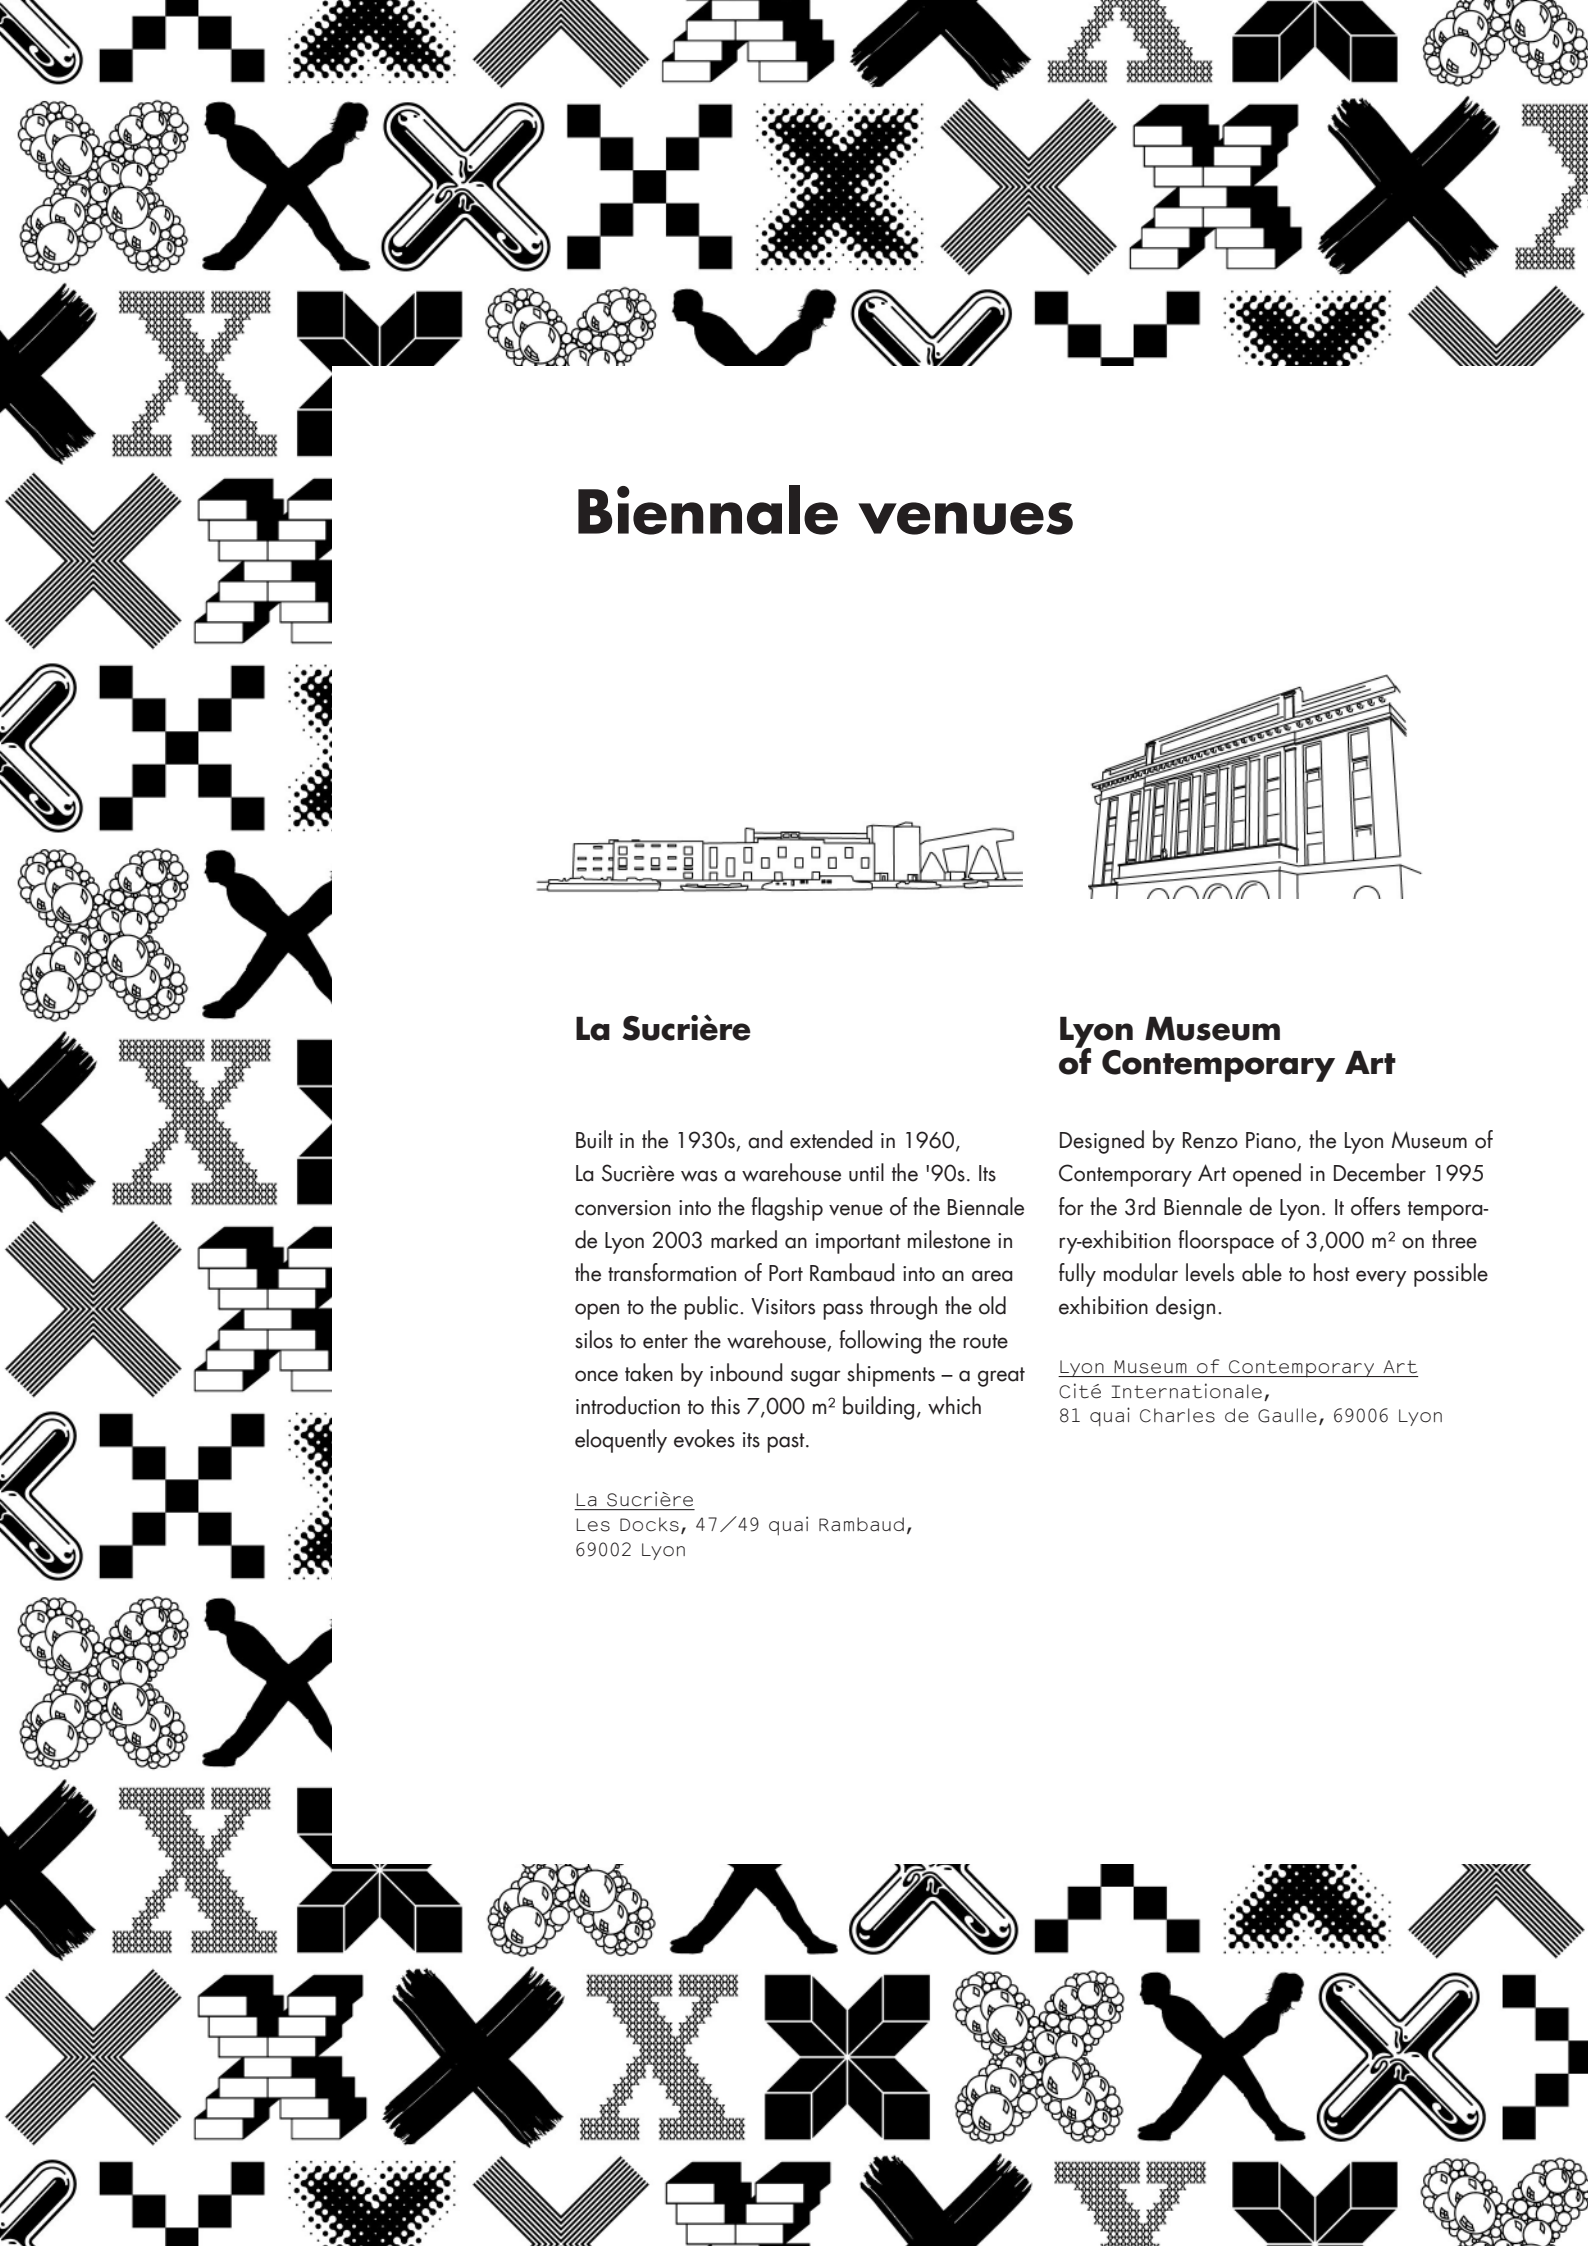 Biennale venues
La Sucrière
Built in the 1930s, and extended in 1960,
La Sucrière was a warehouse until the '90s. Its
conversion into the flagship venue of the Biennale
de Lyon 2003 marked an important milestone in
the transformation of Port Rambaud into an area
open to the public. Visitors pass through the old
silos to enter the warehouse, following the route
once taken by inbound sugar shipments – a great
introduction to this 7,000 m² building, which
eloquently evokes its past.
La Sucrière
Les Docks, 47/49 quai Rambaud,
69002 Lyon
Lyon Museum
of Contemporary Art
Designed by Renzo Piano, the Lyon Museum of
Contemporary Art opened in December 1995
for the 3rd Biennale de Lyon. It offers tempora-
ry-exhibition floorspace of 3,000 m² on three
fully modular levels able to host every possible
exhibition design.
Lyon Museum of Contemporary Art
Cité Internationale,
81 quai Charles de Gaulle, 69006 Lyon